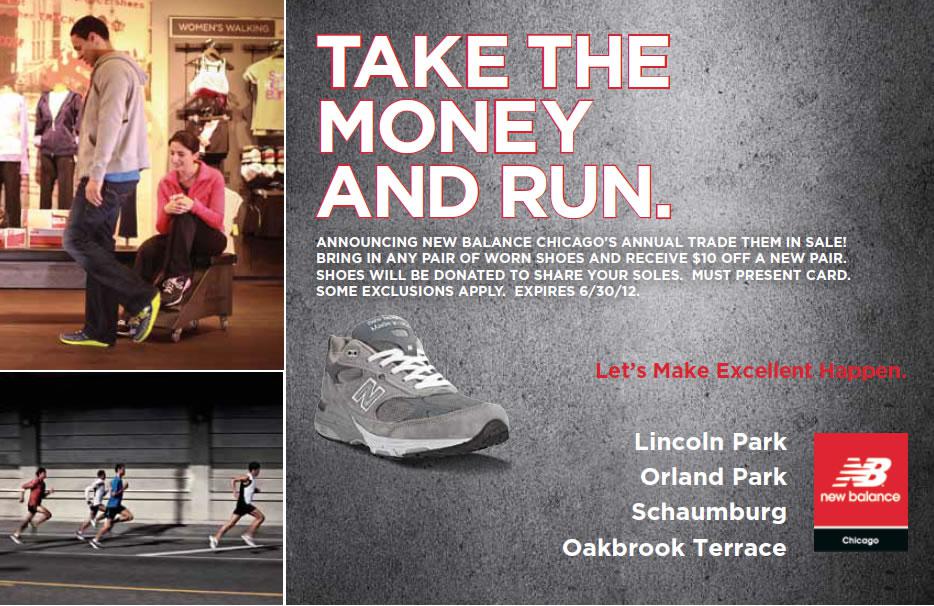 WOMEN'S WALKING
TAKE THE
MONEY
AND RUN.
ANNOUNCING NEW BALANCE CHICAGO'S ANNUAL TRADE THEM IN SALE!
BRING IN ANY PAIR OF WORN SHOES AND RECEIVE $10 OFF A NEW PAIR.
SHOES WILL BE DONATED TO SHARE YOUR SOLES. MUST PRESENT CARD.
SOME EXCLUSIONS APPLY. EXPIRES 6/30/12.
N
Let's Make Excellent Happen.
Lincoln Park
Orland Park
Schaumburg
Oakbrook Terrace
NB
new balance
Chicago